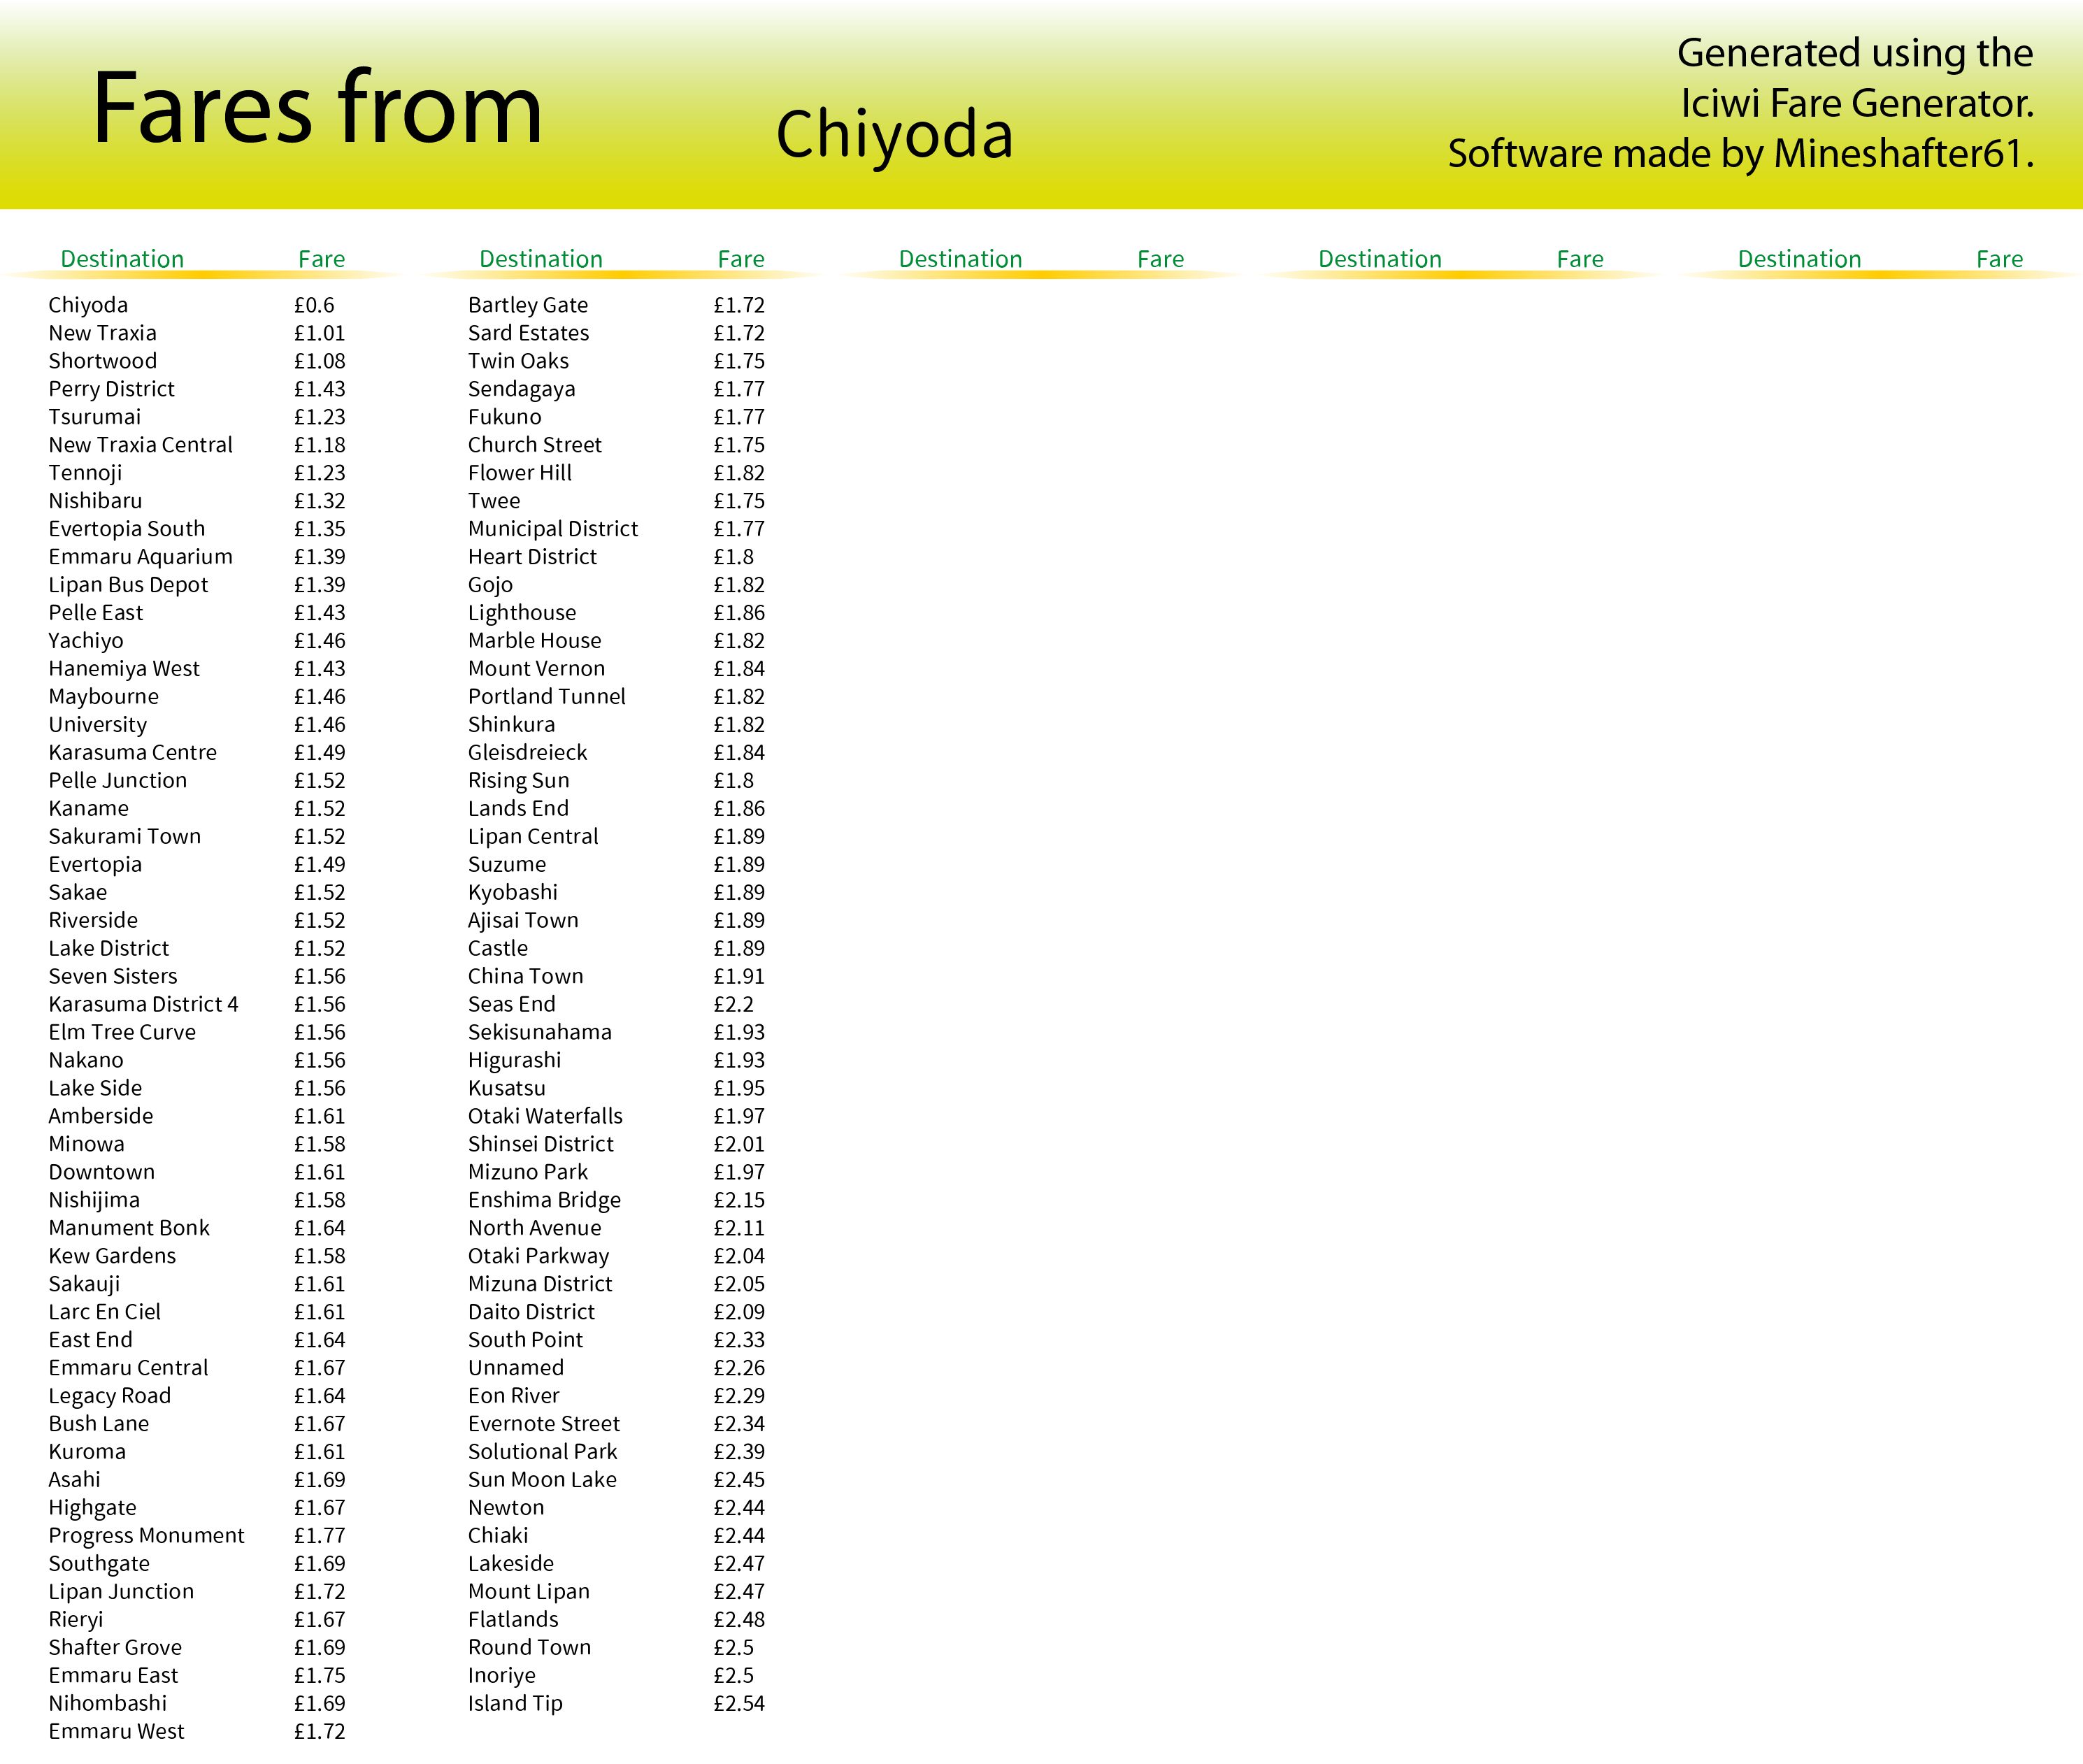 Fares from
Chiyoda
Generated using the
Iciwi Fare Generator.
Software made by Mineshafter61.
Destination Fare Destination Fare Destination Fare Destination Fare Destination Fare
Chiyoda £0.6
New Traxia £1.01
Shortwood £1.08
Perry District £1.43
Tsurumai £1.23
New Traxia Central £1.18
Tennoji £1.23
Nishibaru £1.32
Evertopia South £1.35
Emmaru Aquarium £1.39
Lipan Bus Depot £1.39
Pelle East £1.43
Yachiyo £1.46
Hanemiya West £1.43
Maybourne £1.46
University £1.46
Karasuma Centre £1.49
Pelle Junction £1.52
Kaname £1.52
Sakurami Town £1.52
Evertopia £1.49
Sakae £1.52
Riverside £1.52
Lake District £1.52
Seven Sisters £1.56
Karasuma District 4 £1.56
Elm Tree Curve £1.56
Nakano £1.56
Lake Side £1.56
Amberside £1.61
Minowa £1.58
Downtown £1.61
Nishijima £1.58
Manument Bonk £1.64
Kew Gardens £1.58
Sakauji £1.61
Larc En Ciel £1.61
East End £1.64
Emmaru Central £1.67
Legacy Road £1.64
Bush Lane £1.67
Kuroma £1.61
Asahi £1.69
Highgate £1.67
Progress Monument £1.77
Southgate £1.69
Lipan Junction £1.72
Rieryi £1.67
Shafter Grove £1.69
Emmaru East £1.75
Nihombashi £1.69
Emmaru West £1.72
Bartley Gate £1.72
Sard Estates £1.72
Twin Oaks £1.75
Sendagaya £1.77
Fukuno £1.77
Church Street £1.75
Flower Hill £1.82
Twee £1.75
Municipal District £1.77
Heart District £1.8
Gojo £1.82
Lighthouse £1.86
Marble House £1.82
Mount Vernon £1.84
Portland Tunnel £1.82
Shinkura £1.82
Gleisdreieck £1.84
Rising Sun £1.8
Lands End £1.86
Lipan Central £1.89
Suzume £1.89
Kyobashi £1.89
Ajisai Town £1.89
Castle £1.89
China Town £1.91
Seas End £2.2
Sekisunahama £1.93
Higurashi £1.93
Kusatsu £1.95
Otaki Waterfalls £1.97
Shinsei District £2.01
Mizuno Park £1.97
Enshima Bridge £2.15
North Avenue £2.11
Otaki Parkway £2.04
Mizuna District £2.05
Daito District £2.09
South Point £2.33
Unnamed £2.26
Eon River £2.29
Evernote Street £2.34
Solutional Park £2.39
Sun Moon Lake £2.45
Newton £2.44
Chiaki £2.44
Lakeside £2.47
Mount Lipan £2.47
Flatlands £2.48
Round Town £2.5
Inoriye £2.5
Island Tip £2.54